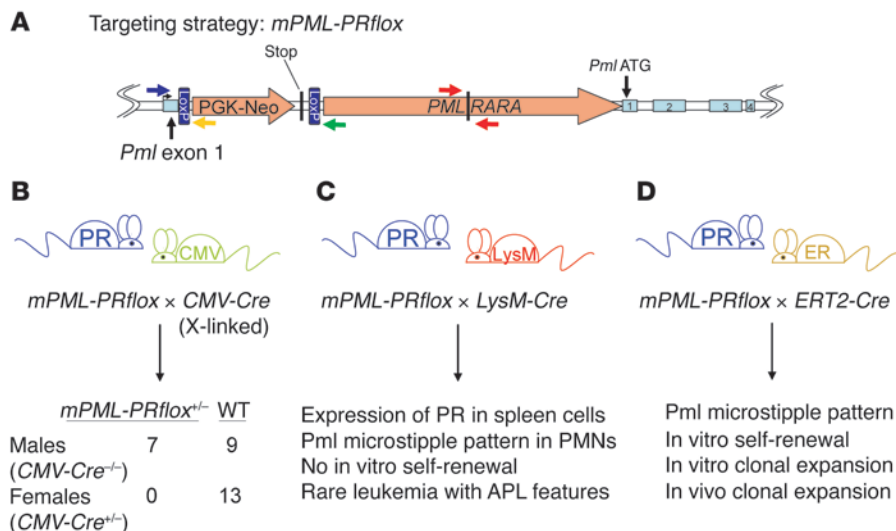 A
Targeting strategy: mPML-PRflox
Stop
Pml ATG
LOXP
PGK-Neo
LOXP
PML RARA
1
2
3
4
Pml exon 1
B
PR
CMV
mPML-PRflox × CMV-Cre
(X-linked)
mPML-PRflox+/– WT
Males 7 9
(CMV-Cre–/–)
Females 0 13
(CMV-Cre+/–)
C
PR
LysM
mPML-PRflox × LysM-Cre
Expression of PR in spleen cells
Pml microstipple pattern in PMNs
No in vitro self-renewal
Rare leukemia with APL features
D
PR
ER
mPML-PRflox × ERT2-Cre
Pml microstipple pattern
In vitro self-renewal
In vitro clonal expansion
In vivo clonal expansion